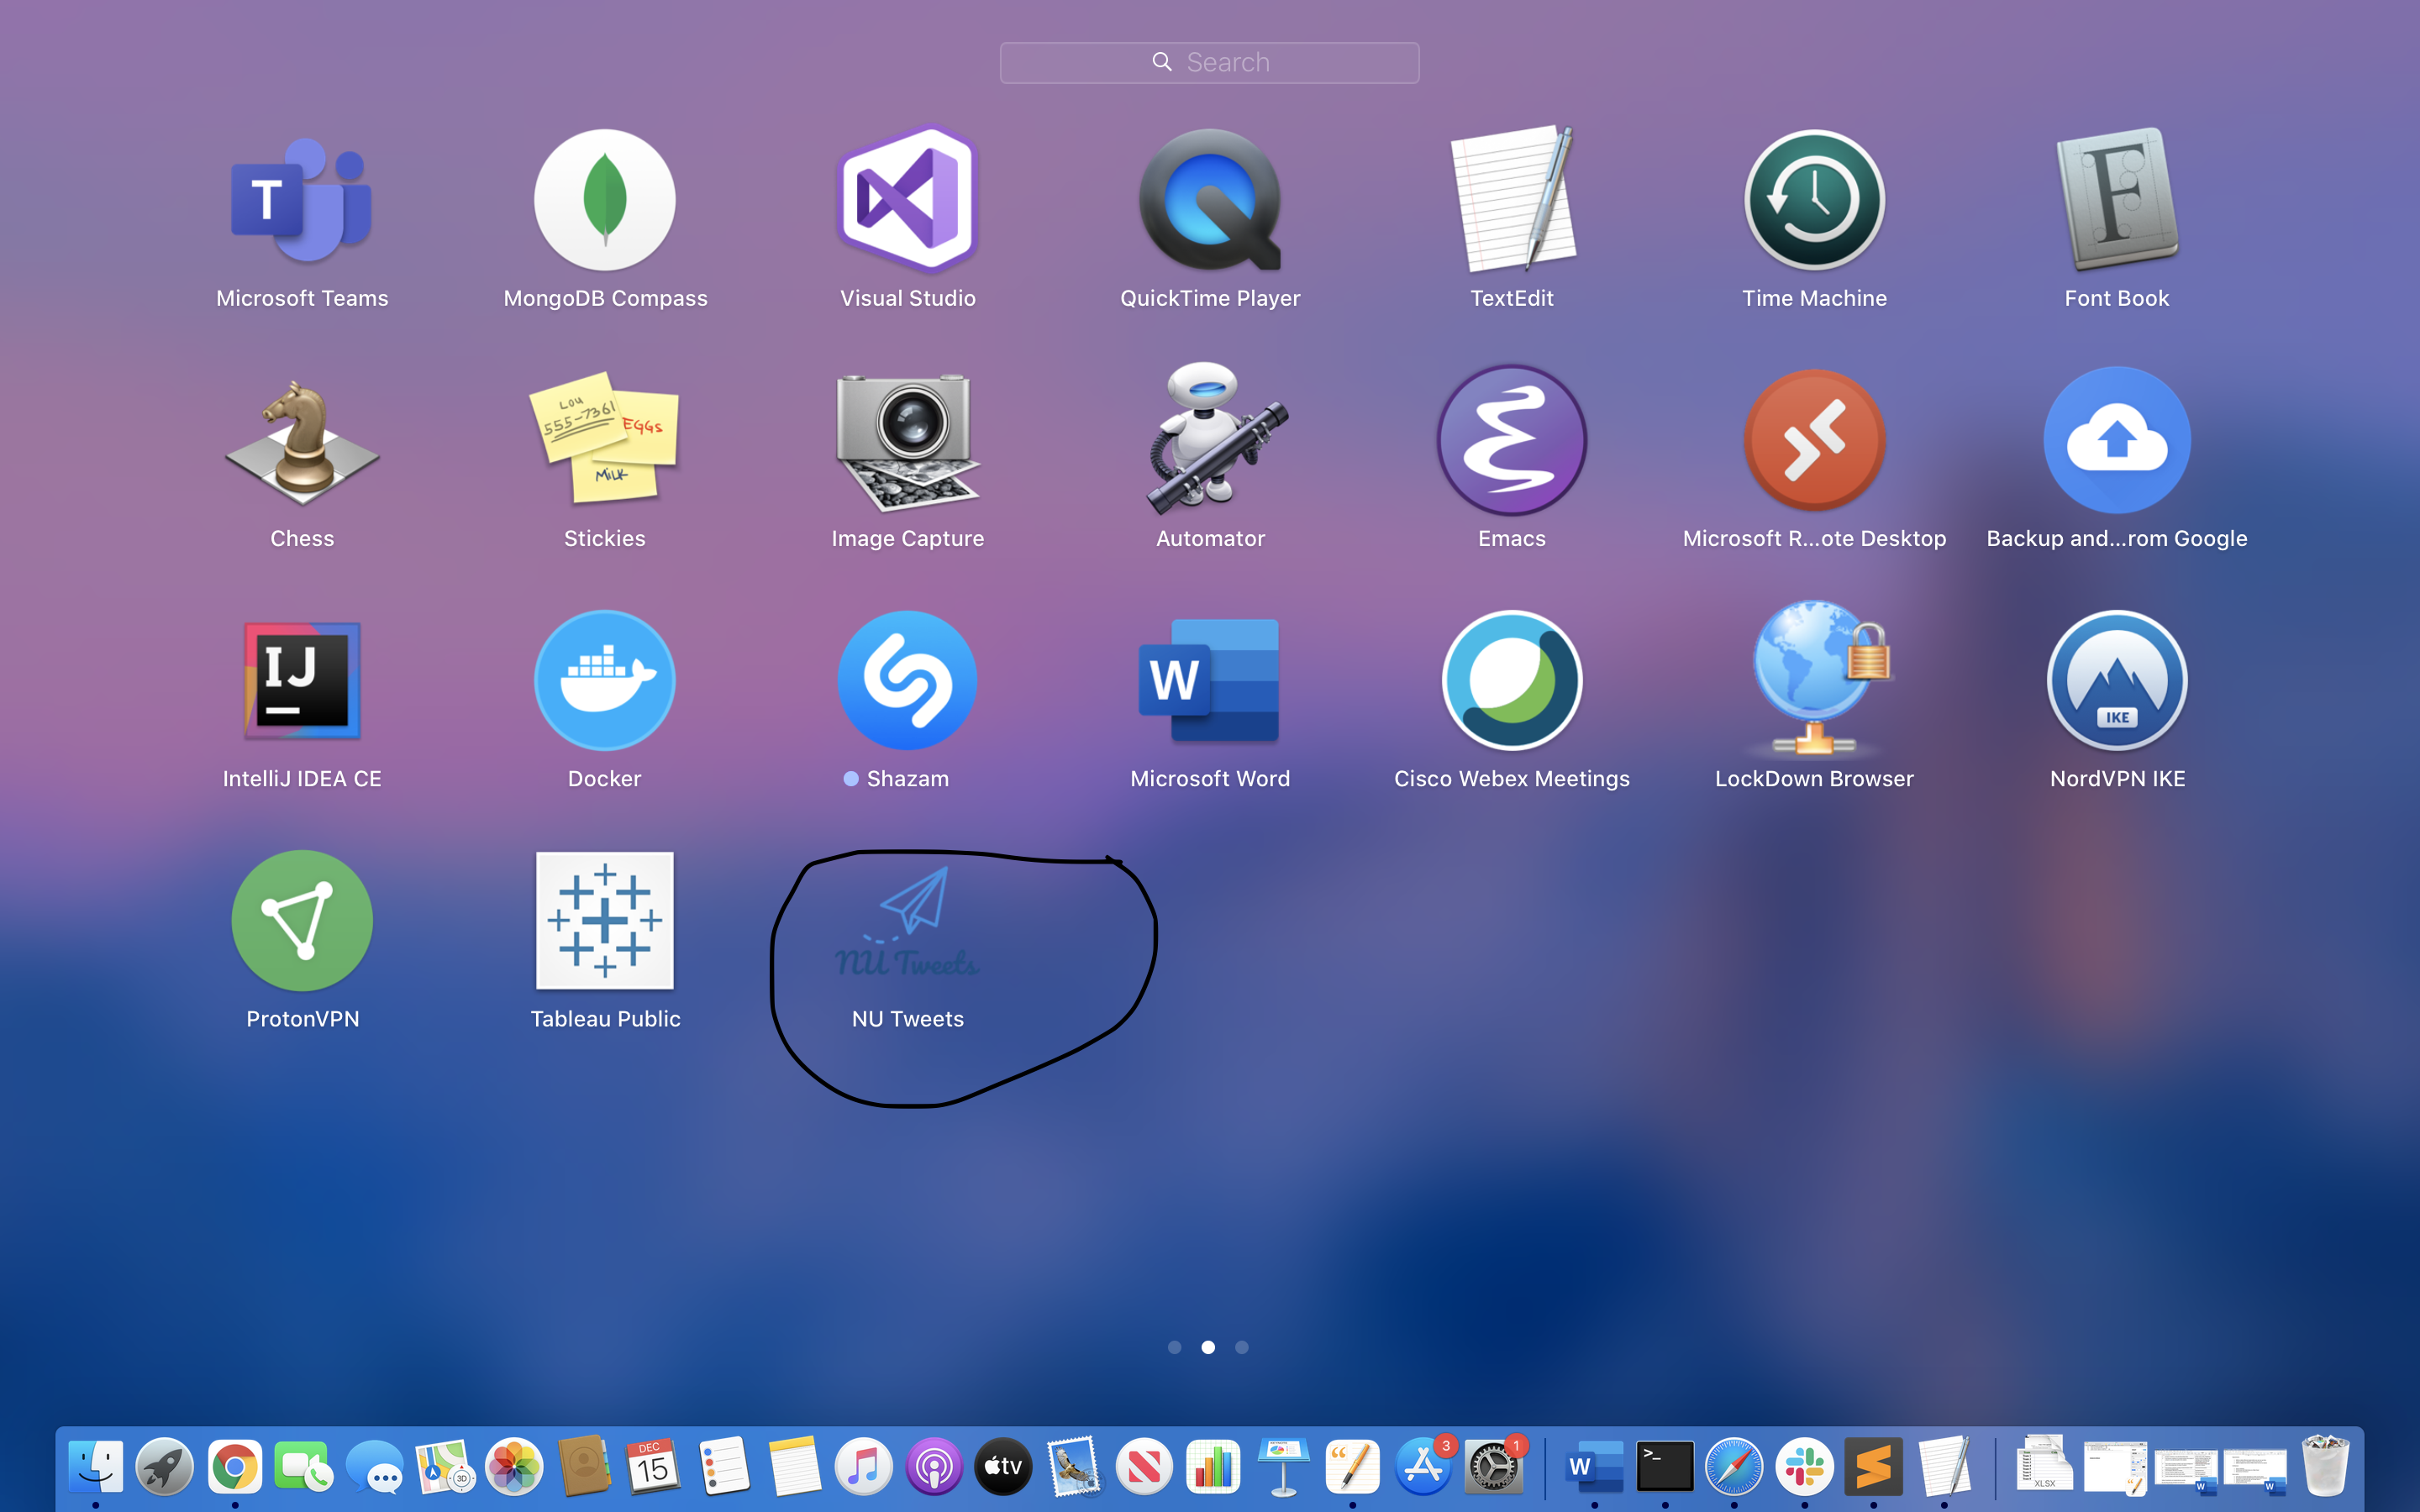 Search
T
Microsoft Teams
MongoDB Compass
Visual Studio
QuickTime Player
TextEdit
Time Machine
F
Font Book
Chess
Lou
555-7361
EGGS
MILK
Stickies
Image Capture
Automator
Emacs
Microsoft R...ote Desktop
Backup and...rom Google
IJ
IntelliJ IDEA CE
Docker
Shazam
W
Microsoft Word
Cisco Webex Meetings
LockDown Browser
IKE
NordVPN IKE
ProtonVPN
Tableau Public
NU Tweets
NU Tweets
3D
DEC
15
tv
3
1
W
>_
XLSX
W
W